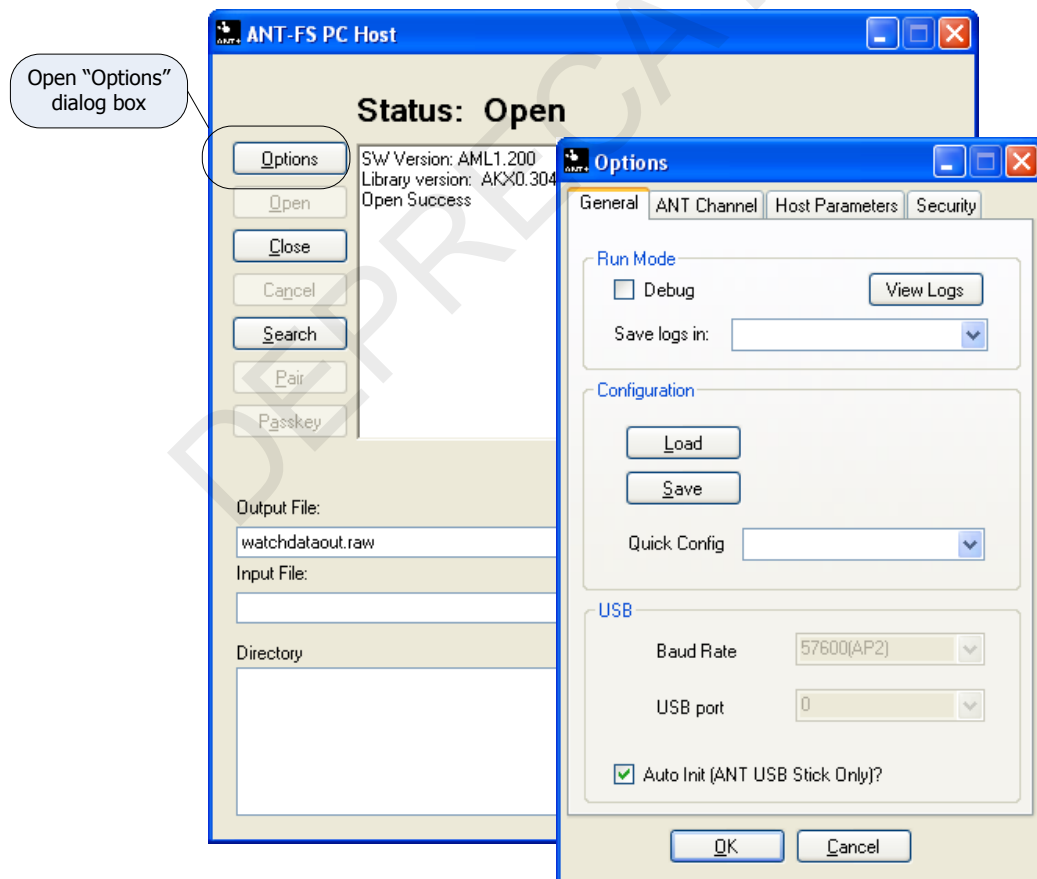 ANT-FS PC Host
Open “Options”
dialog box
Status: Open
Options
SW Version: AML1.200
Library version: AKX0.304
Open Success
Open
Close
Cancel
Search
Pair
Passkey
Output File:
watchdataout.raw
Input File:
Directory
Options
General
ANT Channel
Host Parameters
Security
Run Mode
Debug
View Logs
Save logs in:
Configuration
Load
Save
Quick Config
USB
Baud Rate
57600(AP2)
USB port
0
Auto Init (ANT USB Stick Only)?
OK
Cancel
DEPRECA